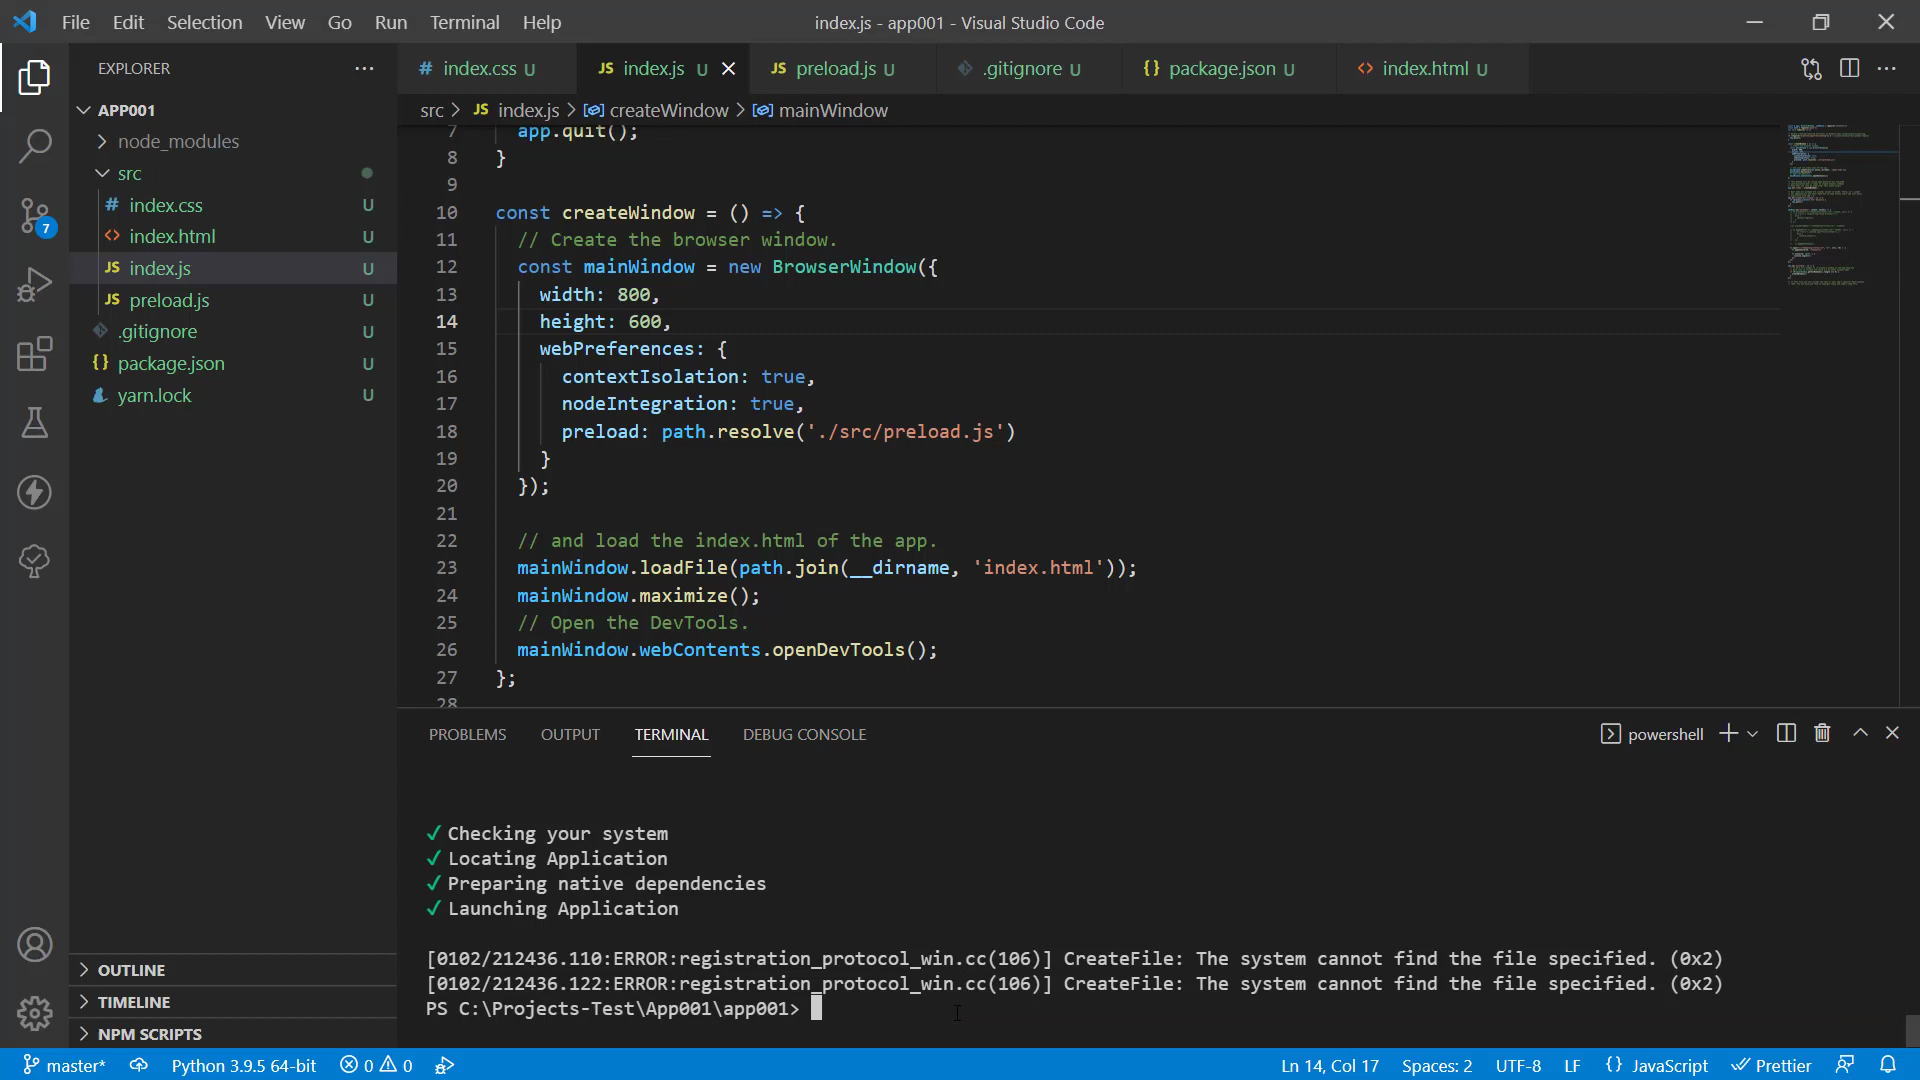 File Edit Selection View Go Run Terminal Help
index.js - app001 - Visual Studio Code
EXPLORER
# index.css U
JS index.js U
JS preload.js U
.gitignore U
{} package.json U
<> index.html U
src > JS index.js > createWindow > mainWindow
APP001
node_modules
src
# index.css U
<> index.html U
JS index.js U
JS preload.js U
.gitignore U
{} package.json U
yarn.lock U
7
7 app.quit();
8 }
9
10 const createWindow = () => {
11 // Create the browser window.
12 const mainWindow = new BrowserWindow({
13 width: 800,
14 height: 600,
15 webPreferences: {
16 contextIsolation: true,
17 nodeIntegration: true,
18 preload: path.resolve('./src/preload.js')
19 }
20 });
21
22 // and load the index.html of the app.
23 mainWindow.loadFile(path.join(__dirname, 'index.html'));
24 mainWindow.maximize();
25 // Open the DevTools.
26 mainWindow.webContents.openDevTools();
27 };
28
OUTLINE
TIMELINE
NPM SCRIPTS
PROBLEMS OUTPUT TERMINAL DEBUG CONSOLE
powershell
✓ Checking your system
✓ Locating Application
✓ Preparing native dependencies
✓ Launching Application
[0102/212436.110:ERROR:registration_protocol_win.cc(106)] CreateFile: The system cannot find the file specified. (0x2)
[0102/212436.122:ERROR:registration_protocol_win.cc(106)] CreateFile: The system cannot find the file specified. (0x2)
PS C:\Projects-Test\App001\app001>
master* Python 3.9.5 64-bit 0 0 Ln 14, Col 17 Spaces: 2 UTF-8 LF {} JavaScript Prettier